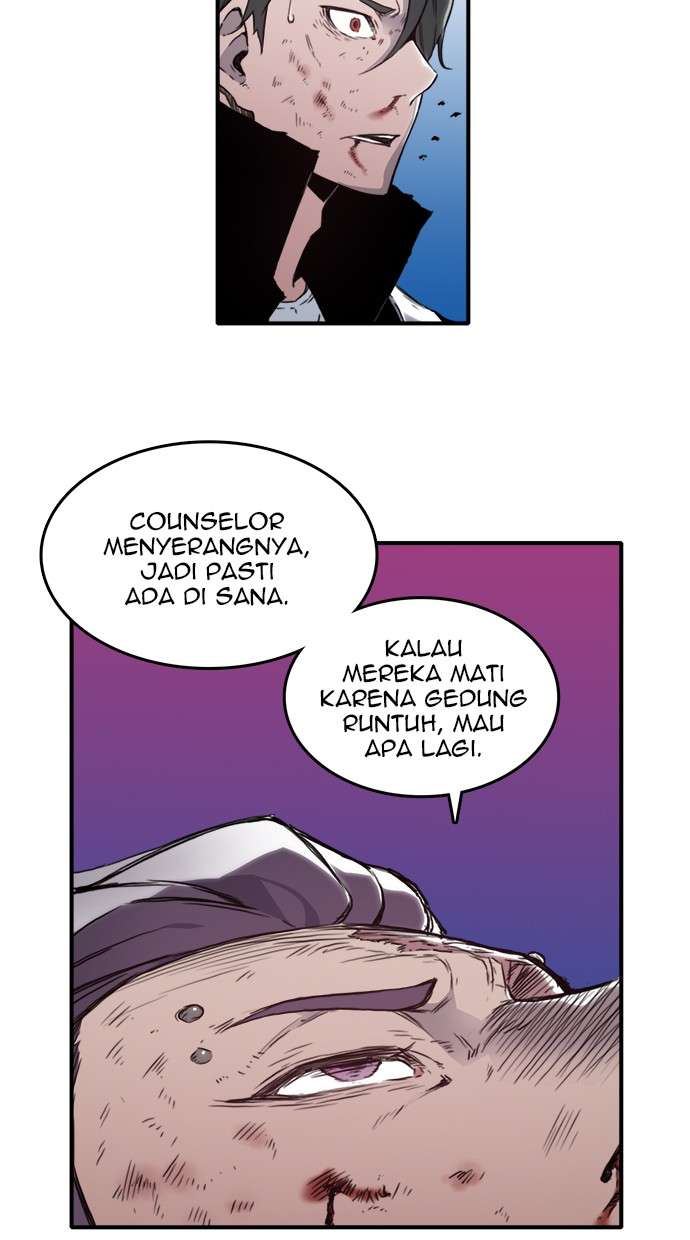 COUNSELOR
MENYERANGNYA,
JADI PASTI
ADA DI SANA.
KALAU
MEREKA MATI
KARENA GEDUNG
RUNTUH, MAU
APA LAGI.